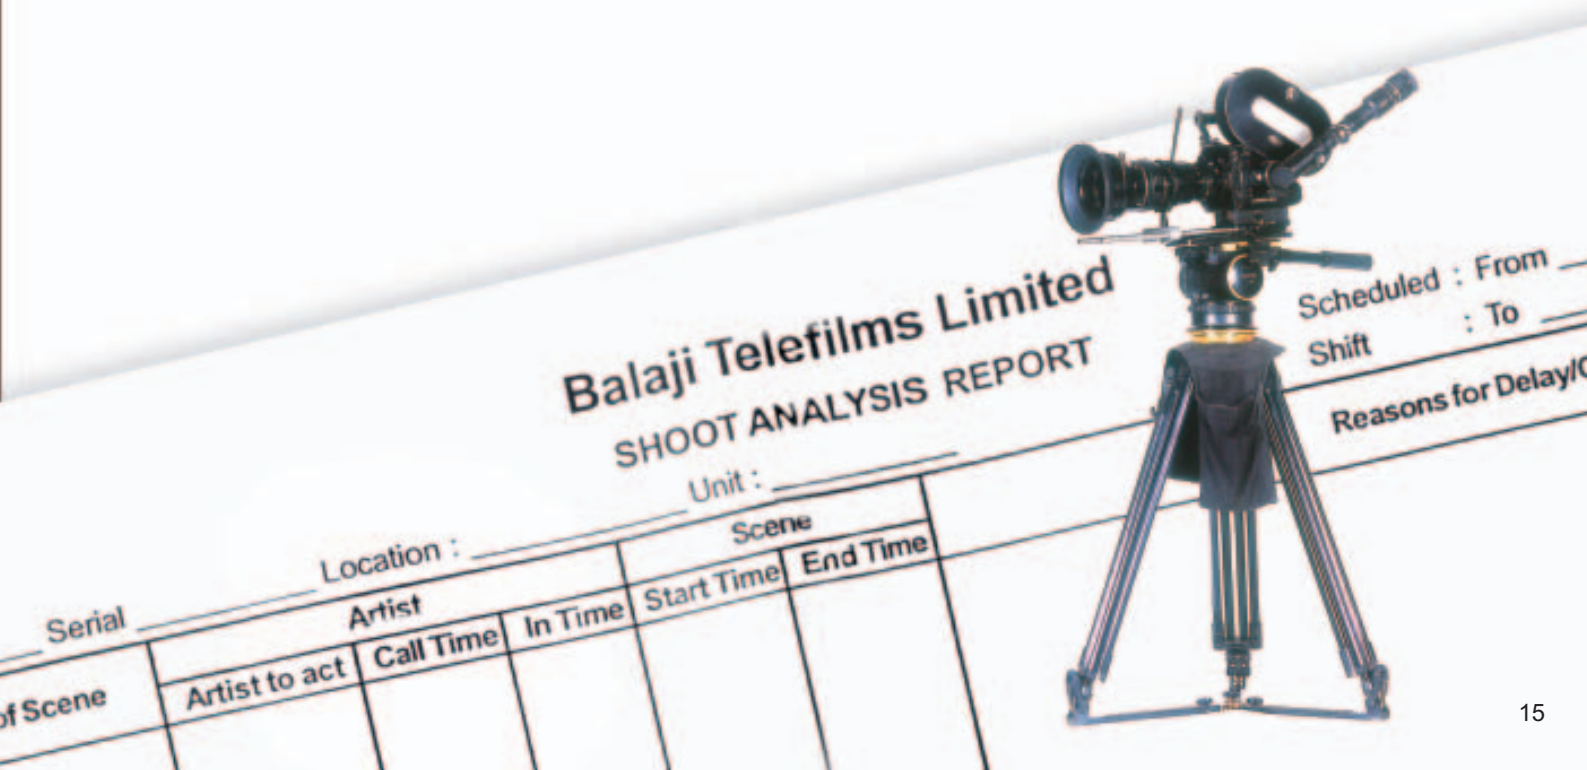 Balaji Telefilms Limited
SHOOT ANALYSIS REPORT
Scheduled : From
Shift : To
Serial Location : Unit :
Reasons for Delay/
of Scene Artist Scene
Artist to act Call Time In Time Start Time End Time
15